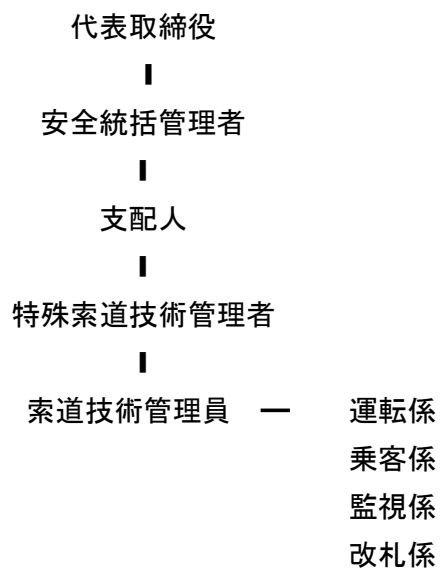 代表取締役
安全統括管理者
支配人
特殊索道技術管理者
索道技術管理員 ー 運転係
乗客係
監視係
改札係